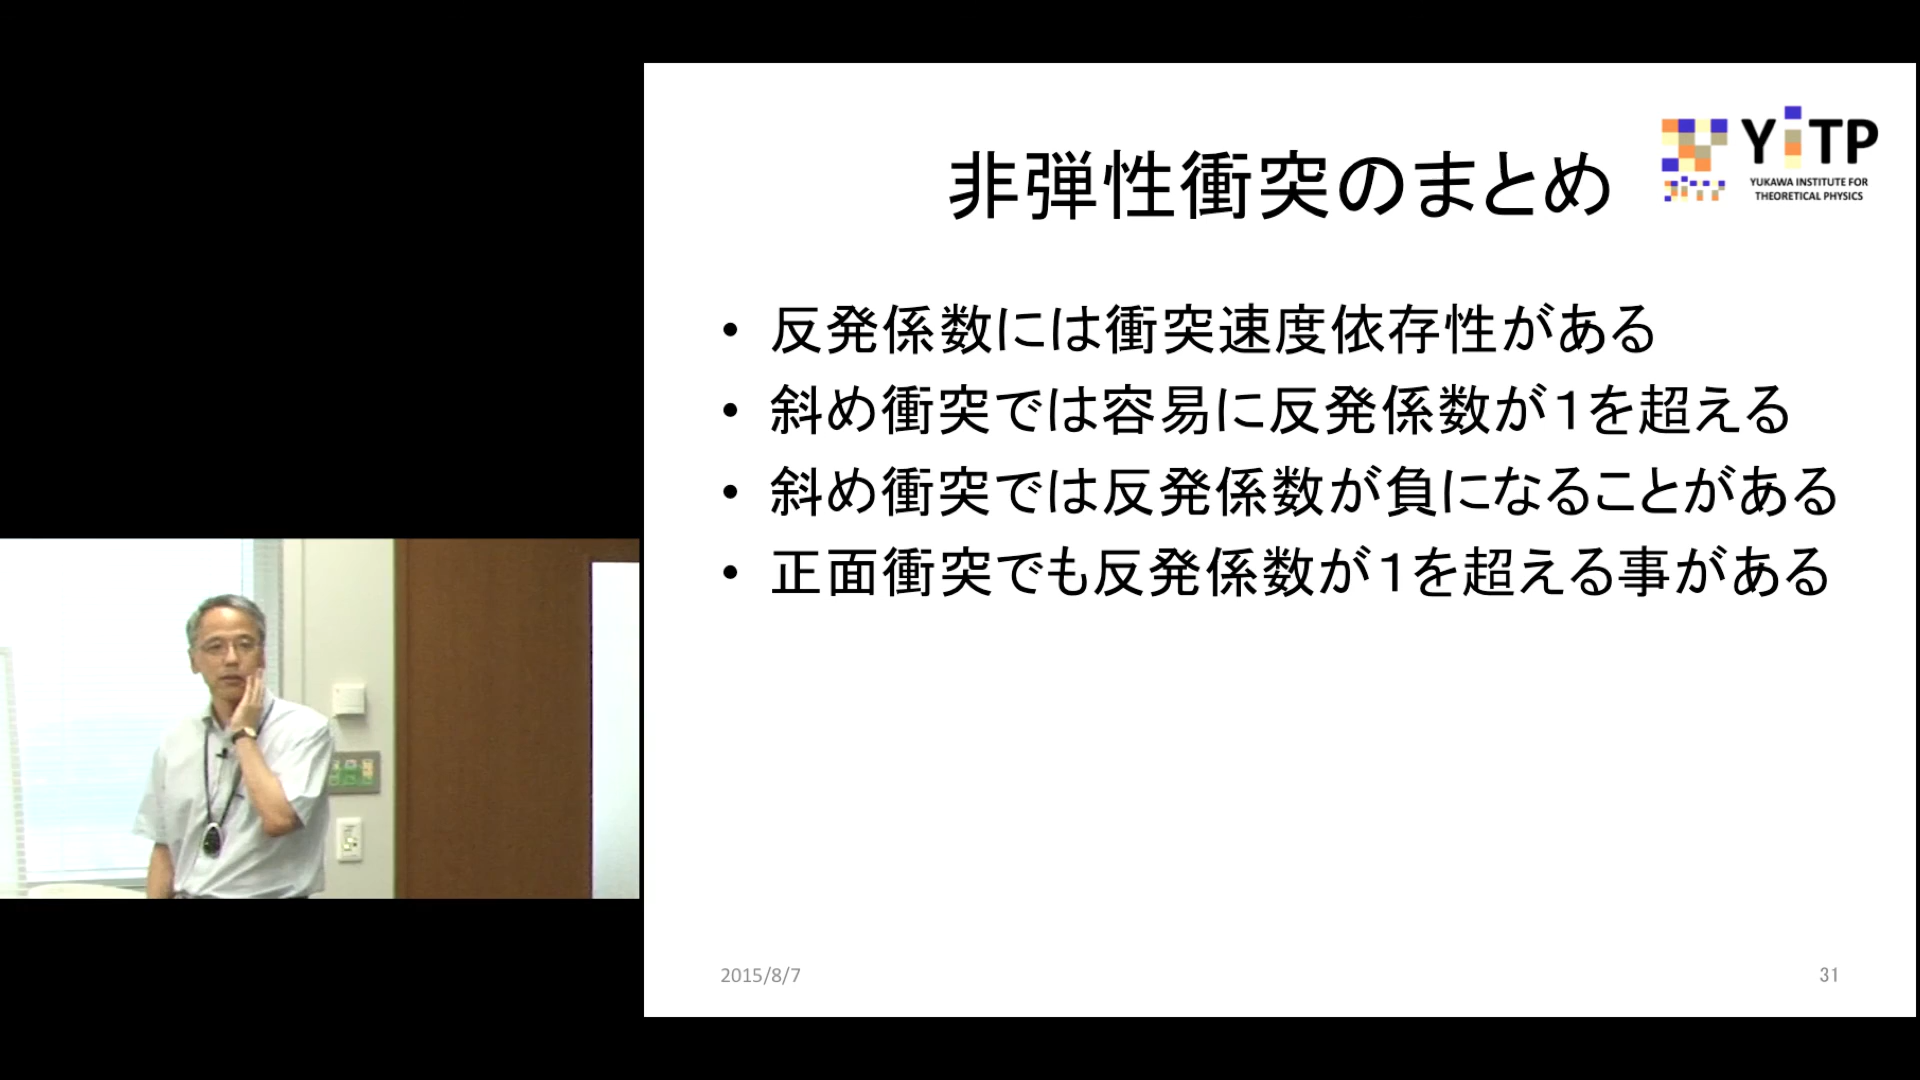 非弾性衝突のまとめ
YiTP
YUKAWA INSTITUTE FOR
THEORETICAL PHYSICS
• 反発係数には衝突速度依存性がある
• 斜め衝突では容易に反発係数が1を超える
• 斜め衝突では反発係数が負になることがある
• 正面衝突でも反発係数が1を超える事がある
2015/8/7
31